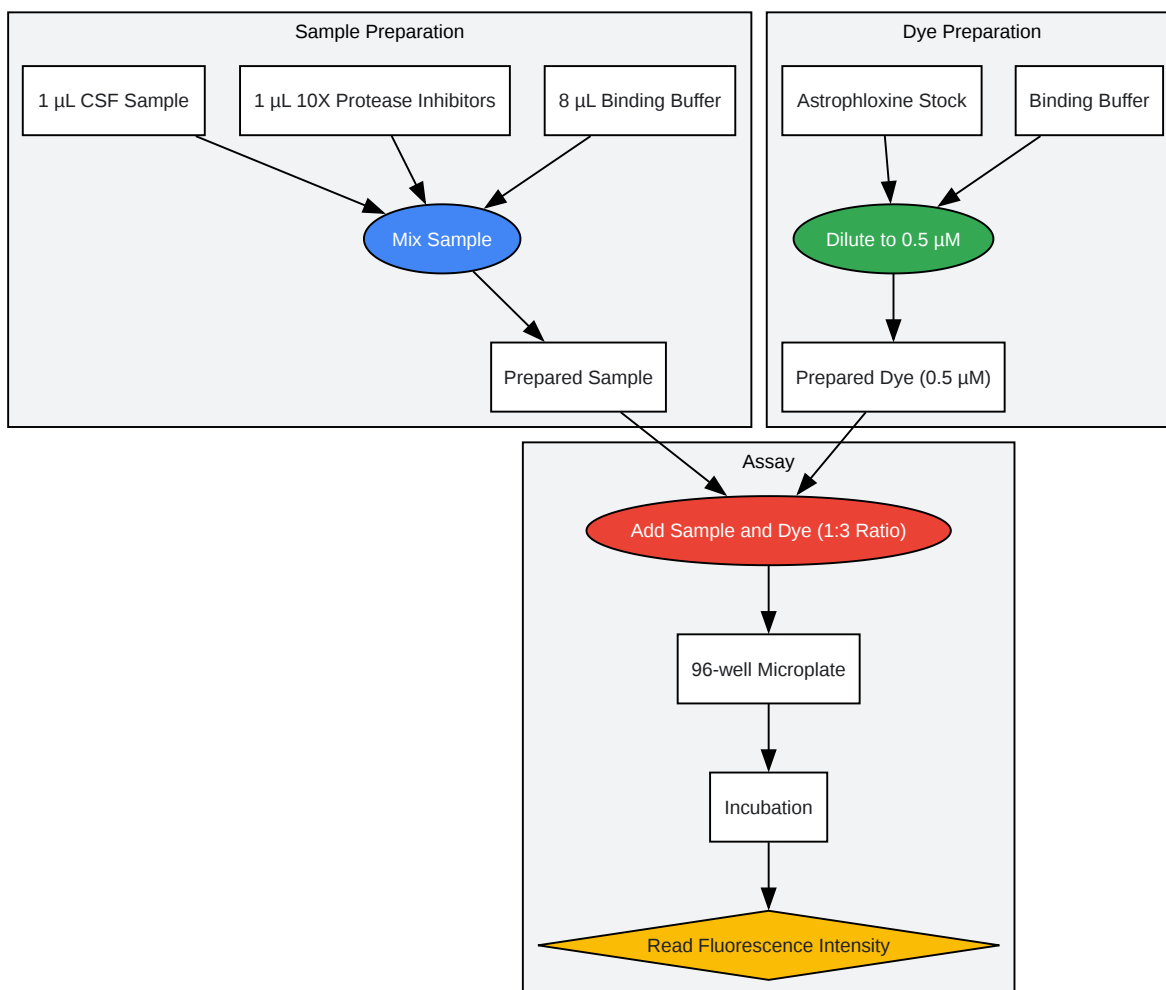 Sample Preparation
Dye Preparation
1 µL CSF Sample
1 µL 10X Protease Inhibitors
8 µL Binding Buffer
Astrophloxine Stock
Binding Buffer
Mix Sample
Dilute to 0.5 µM
Prepared Sample
Prepared Dye (0.5 µM)
Assay
Add Sample and Dye (1:3 Ratio)
96-well Microplate
Incubation
Read Fluorescence Intensity